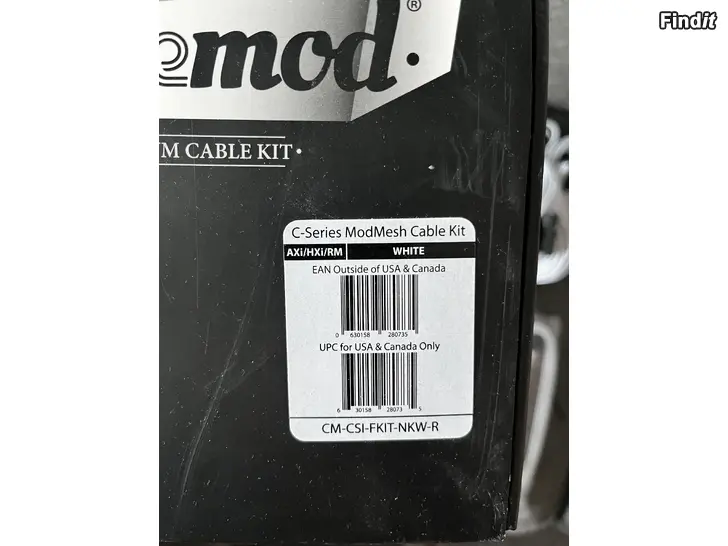 Findit
mod.®
M CABLE KIT •
C-Series ModMesh Cable Kit
AXi/HXi/RM WHITE
EAN Outside of USA & Canada
0 630158 280735
UPC for USA & Canada Only
6 30158 28073 5
CM-CSI-FKIT-NKW-R